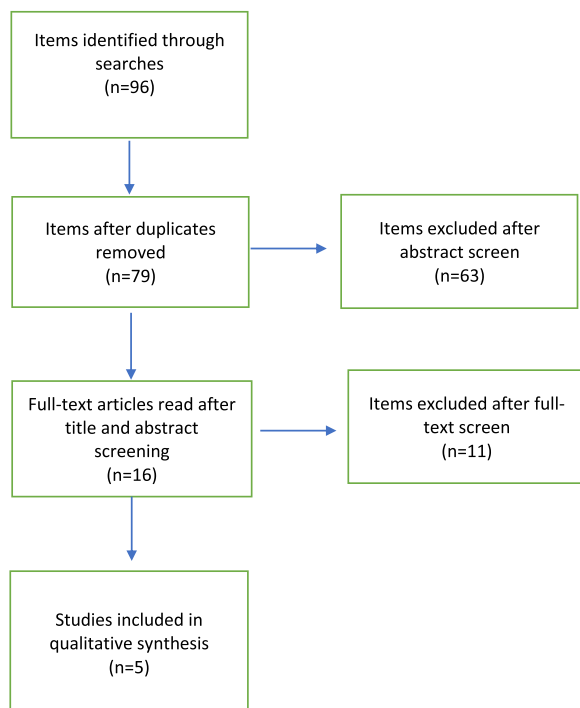 Items identified through
searches
(n=96)
Items after duplicates
removed
(n=79)
Items excluded after
abstract screen
(n=63)
Full-text articles read after
title and abstract
screening
(n=16)
Items excluded after full-
text screen
(n=11)
Studies included in
qualitative synthesis
(n=5)